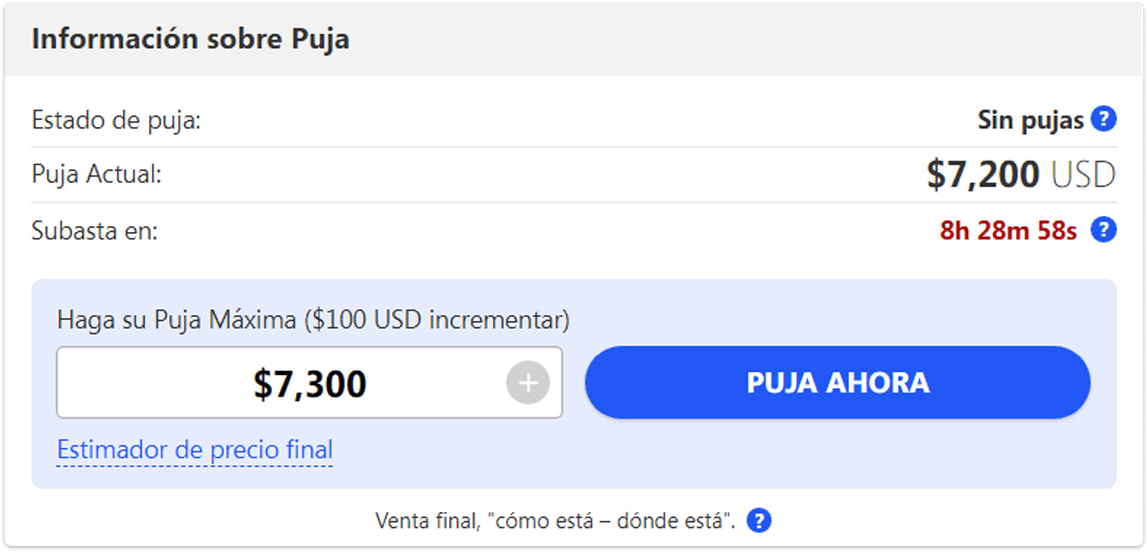 Información sobre Puja
Estado de puja: Sin pujas ?
Puja Actual: $7,200 USD
Subasta en: 8h 28m 58s ?
Haga su Puja Máxima ($100 USD incrementar)
$7,300 + PUJA AHORA
Estimador de precio final
Venta final, "cómo está – dónde está". ?